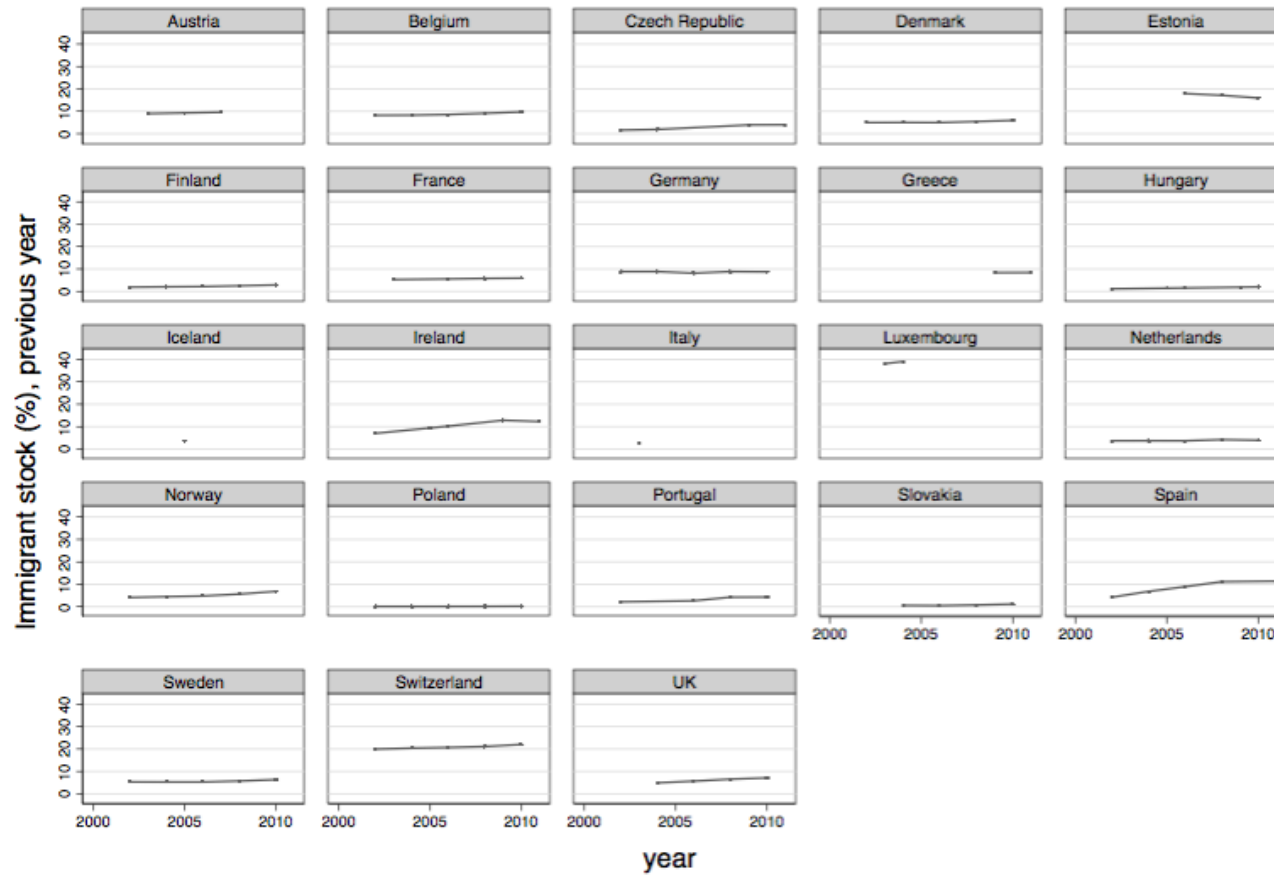 Austria Belgium Czech Republic Denmark Estonia
40
30
20
10
0
Finland France Germany Greece Hungary
40
30
20
10
0
Immigrant stock (%), previous year
Iceland Ireland Italy Luxembourg Netherlands
40
30
20
10
0
Norway Poland Portugal Slovakia Spain
40
30
20
10
0
2000 2005 2010 2000 2005 2010
Sweden Switzerland UK
40
30
20
10
0
2000 2005 2010 2000 2005 2010 2000 2005 2010
year